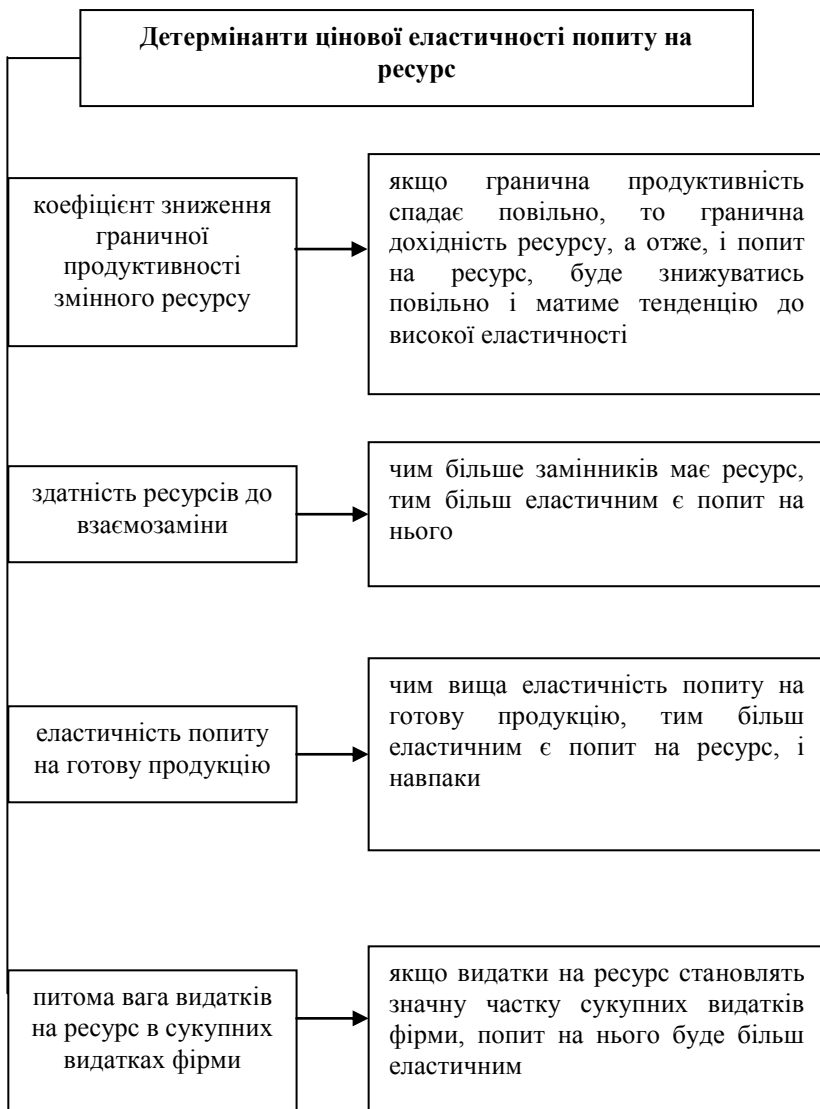 Детермінанти цінової еластичності попиту на
ресурс
коефіцієнт зниження
граничної
продуктивності
змінного ресурсу
якщо гранична продуктивність
спадає повільно, то гранична
дохідність ресурсу, а отже, і попит
на ресурс, буде знижуватись
повільно і матиме тенденцію до
високої еластичності
здатність ресурсів до
взаємозаміни
чим більше замінників має ресурс,
тим більш еластичним є попит на
нього
еластичність попиту
на готову продукцію
чим вища еластичність попиту на
готову продукцію, тим більш
еластичним є попит на ресурс, і
навпаки
питома вага видатків
на ресурс в сукупних
видатках фірми
якщо видатки на ресурс становлять
значну частку сукупних видатків
фірми, попит на нього буде більш
еластичним